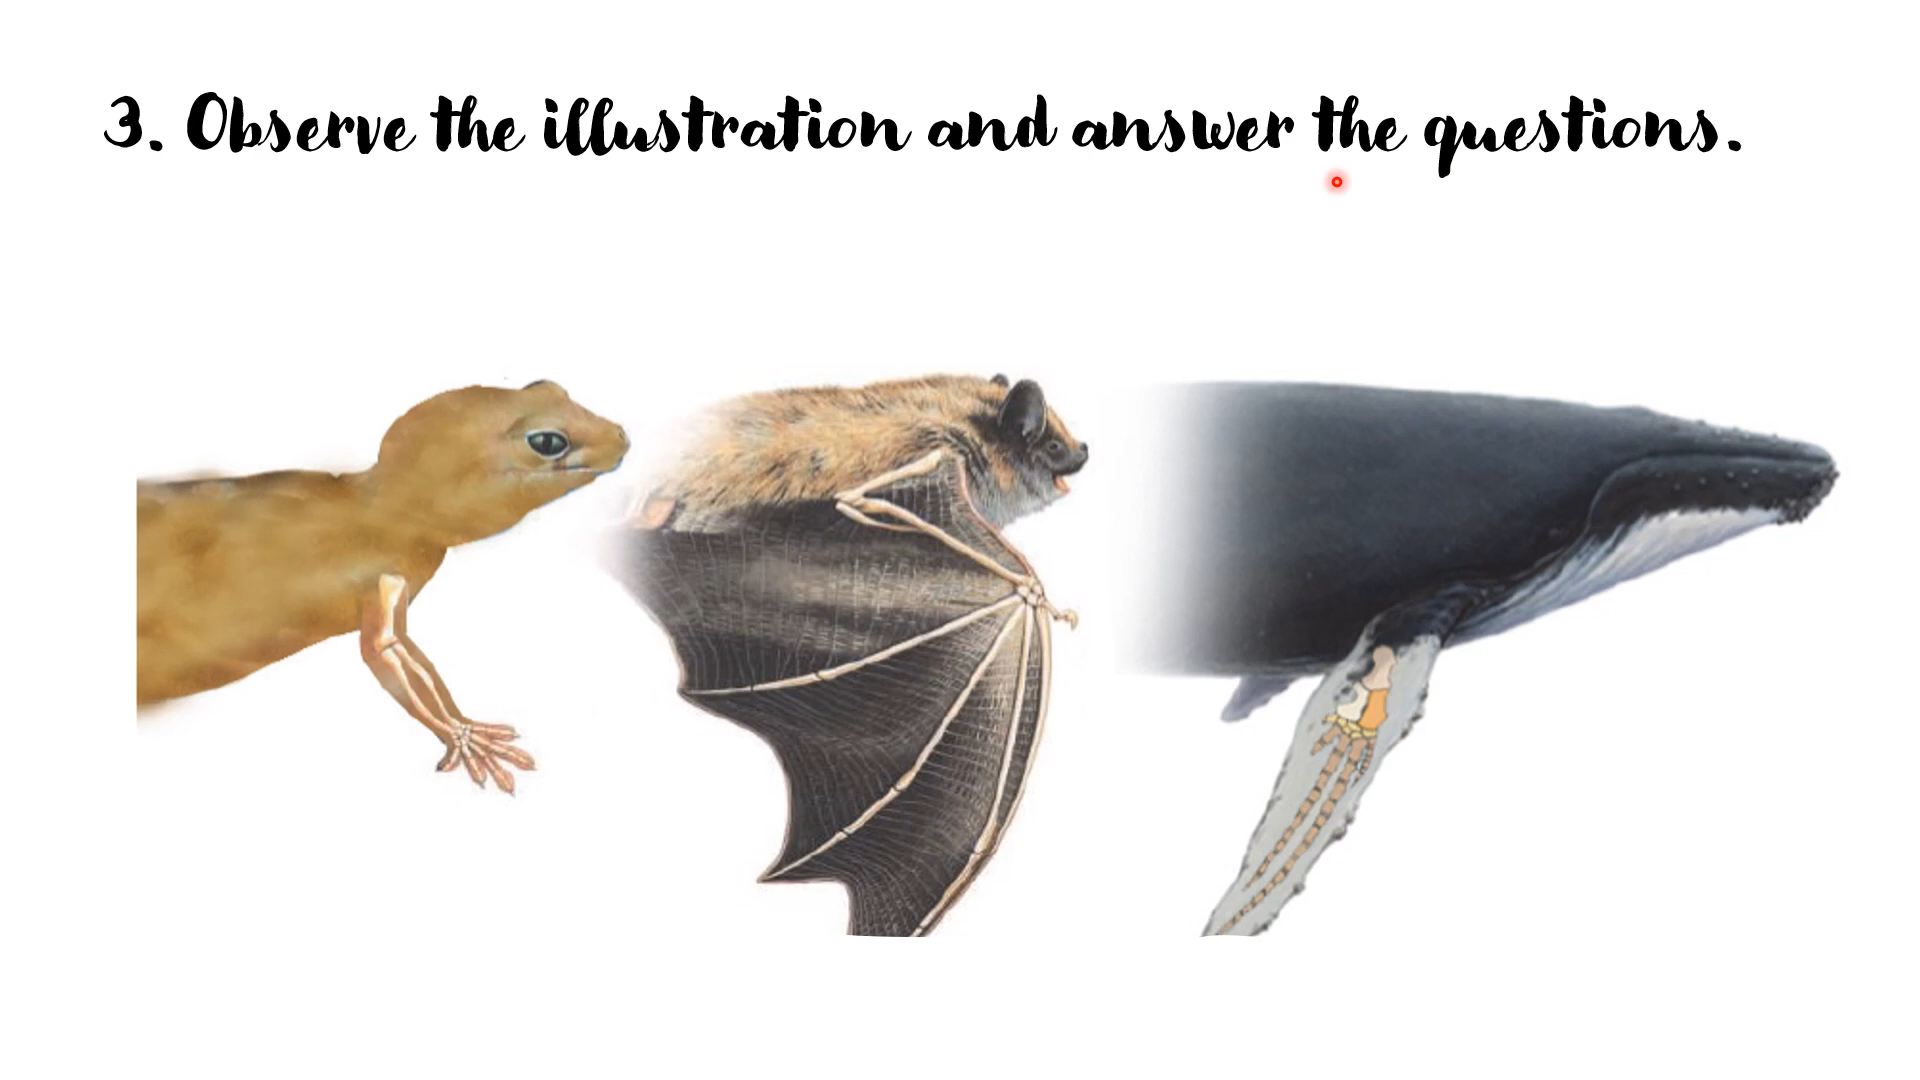 3. Observe the illustration and answer the questions.